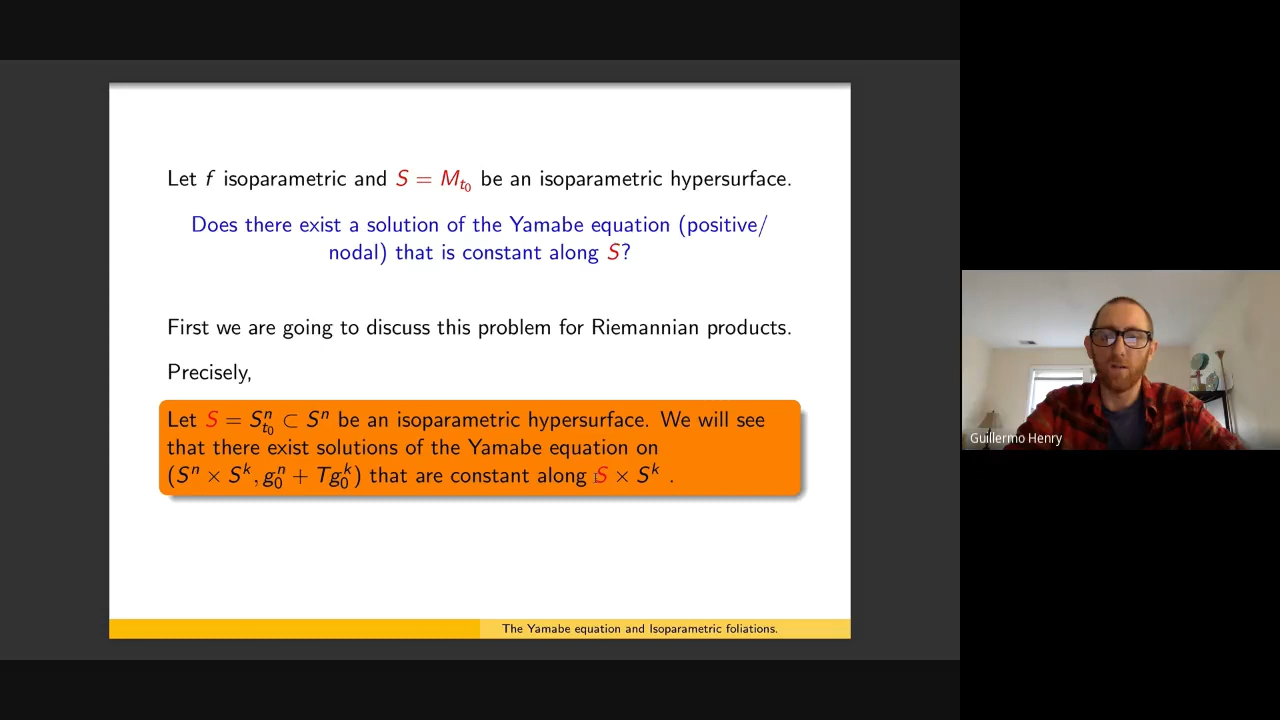 Let f isoparametric and S = M_{t_0} be an isoparametric hypersurface.
Does there exist a solution of the Yamabe equation (positive/
nodal) that is constant along S?
First we are going to discuss this problem for Riemannian products.
Precisely,
Let S = S^n_{t_0} ⊂ S^n be an isoparametric hypersurface. We will see
that there exist solutions of the Yamabe equation on
(S^n × S^k, g^n_0 + Tg^k_0) that are constant along S × S^k .
The Yamabe equation and Isoparametric foliations.
Guillermo Henry